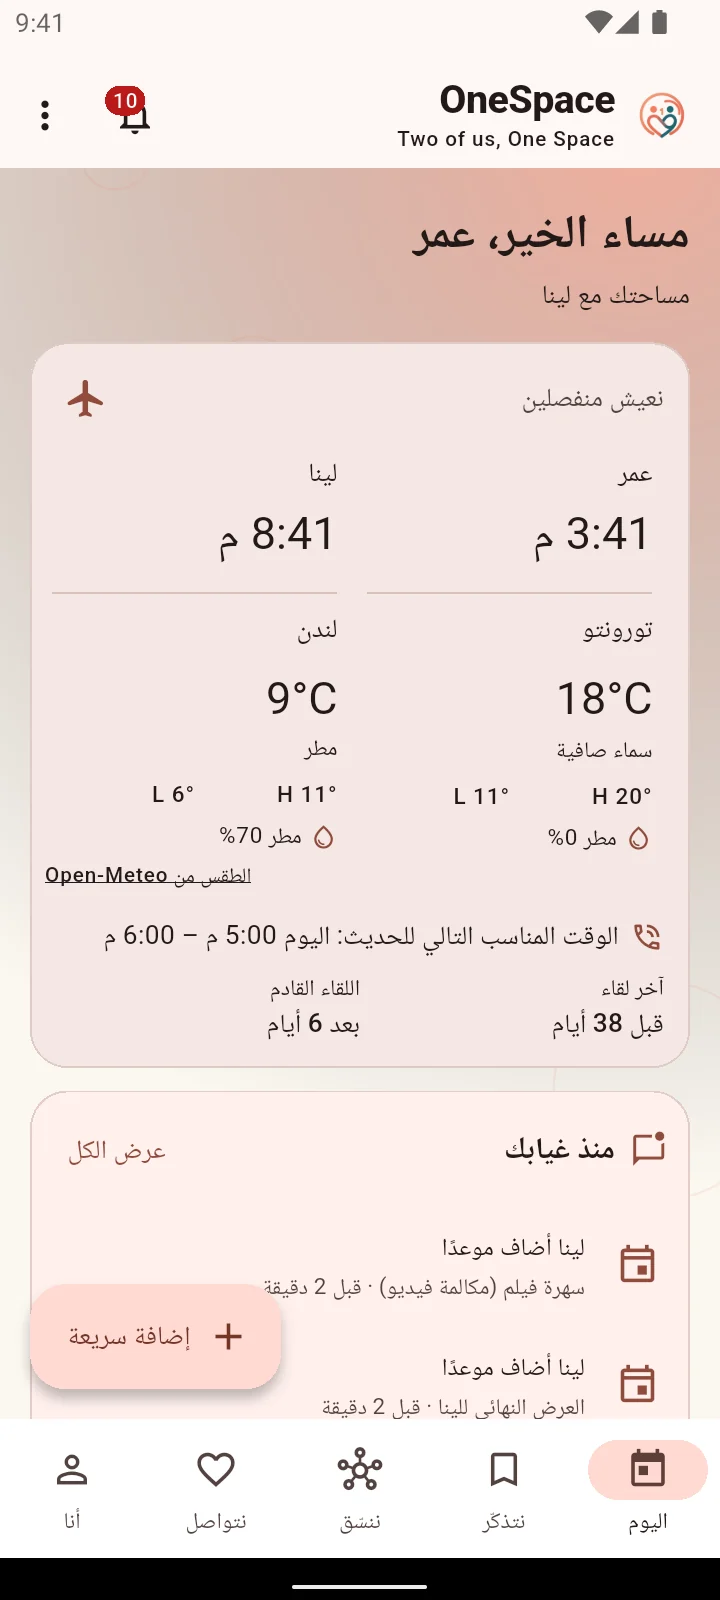 9:41
OneSpace
Two of us, One Space
10
مساء الخير، عمر
مساحتك مع لينا
نعيش منفصلين
عمر
3:41 م
لينا
8:41 م
تورونتو
18°C
سماء صافية
H 20° L 11°
مطر 0%
لندن
9°C
مطر
H 11° L 6°
مطر 70%
الطقس من Open-Meteo
الوقت المناسب التالي للحديث: اليوم 5:00 م – 6:00 م
آخر لقاء
قبل 38 أيام
اللقاء القادم
بعد 6 أيام
منذ غيابك
عرض الكل
لينا أضاف موعدًا
سهرة فيلم (مكالمة فيديو) · قبل 2 دقيقة
لينا أضاف موعدًا
العرض النهائي للينا · قبل 2 دقيقة
إضافة سريعة
اليوم
نتذكّر
ننسّق
نتواصل
أنا